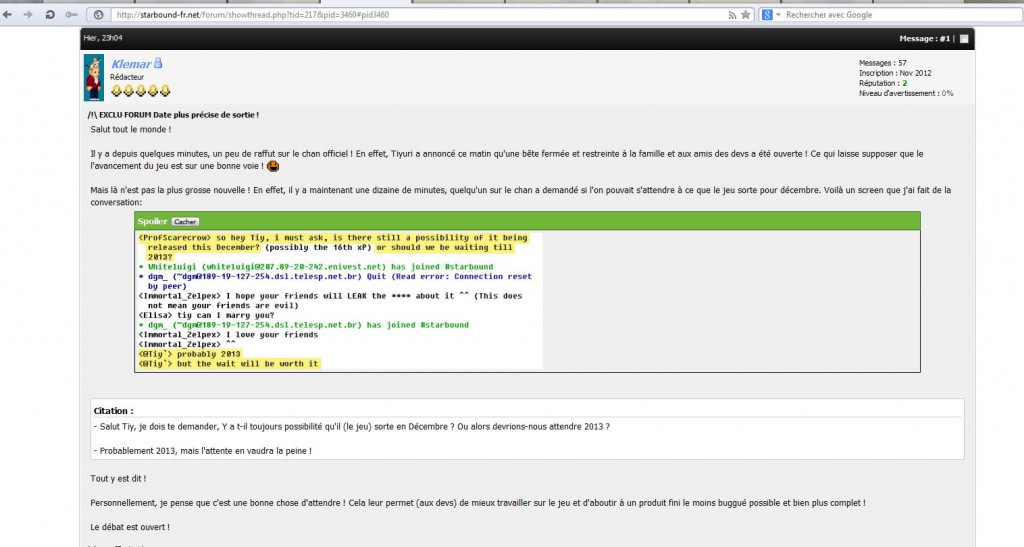 http://starbound-fr.net/forum/showthread.php?tid=217&pid=3460#pid3460
Rechercher avec Google
Hier, 23h04
Message : #1 |
Klemar
Rédacteur
Messages : 57
Inscription : Nov 2012
Réputation : 2
Niveau d'avertissement : 0%
/!\ EXCLU FORUM Date plus précise de sortie !
Salut tout le monde !
Il y a depuis quelques minutes, un peu de raffut sur le chan officiel ! En effet, Tiyuri a annoncé ce matin qu'une bête fermée et restreinte à la famille et aux amis des devs a été ouverte ! Ce qui laisse supposer que le
l'avancement du jeu est sur une bonne voie !
Mais là n'est pas la plus grosse nouvelle ! En effet, il y a maintenant une dizaine de minutes, quelqu'un sur le chan a demandé si l'on pouvait s'attendre à ce que le jeu sorte pour décembre. Voilà un screen que j'ai fait de la
conversation:
Spoiler Cacher
<ProfScarecrow> so hey Tiy, i must ask, is there still a possibility of it being
released this December? (possibly the 16th xP) or should we be waiting till
2013?
* Whiteluigi (whiteluigi@207.89-20-242.enivest.net) has joined #starbound
* dgm_ (~dgm@189-19-127-254.dsl.telesp.net.br) Quit (Read error: Connection reset
by peer)
<Immortal_Zelpex> I hope your friends will LEAK the **** about it ^^ (This does
not mean your friends are evil)
<Elisa> tiy can I marry you?
* dgm_ (~dgm@189-19-127-254.dsl.telesp.net.br) has joined #starbound
<Immortal_Zelpex> I love your friends
<Immortal_Zelpex> ^^
<@Tiy`> probably 2013
<@Tiy`> but the wait will be worth it
Citation :
- Salut Tiy, je dois te demander, Y a t-il toujours possibilité qu'il (le jeu) sorte en Décembre ? Ou alors devrions-nous attendre 2013 ?
- Probablement 2013, mais l'attente en vaudra la peine !
Tout y est dit !
Personnellement, je pense que c'est une bonne chose d'attendre ! Cela leur permet (aux devs) de mieux travailler sur le jeu et d'aboutir à un produit fini le moins buggué possible et bien plus complet !
Le débat est ouvert !